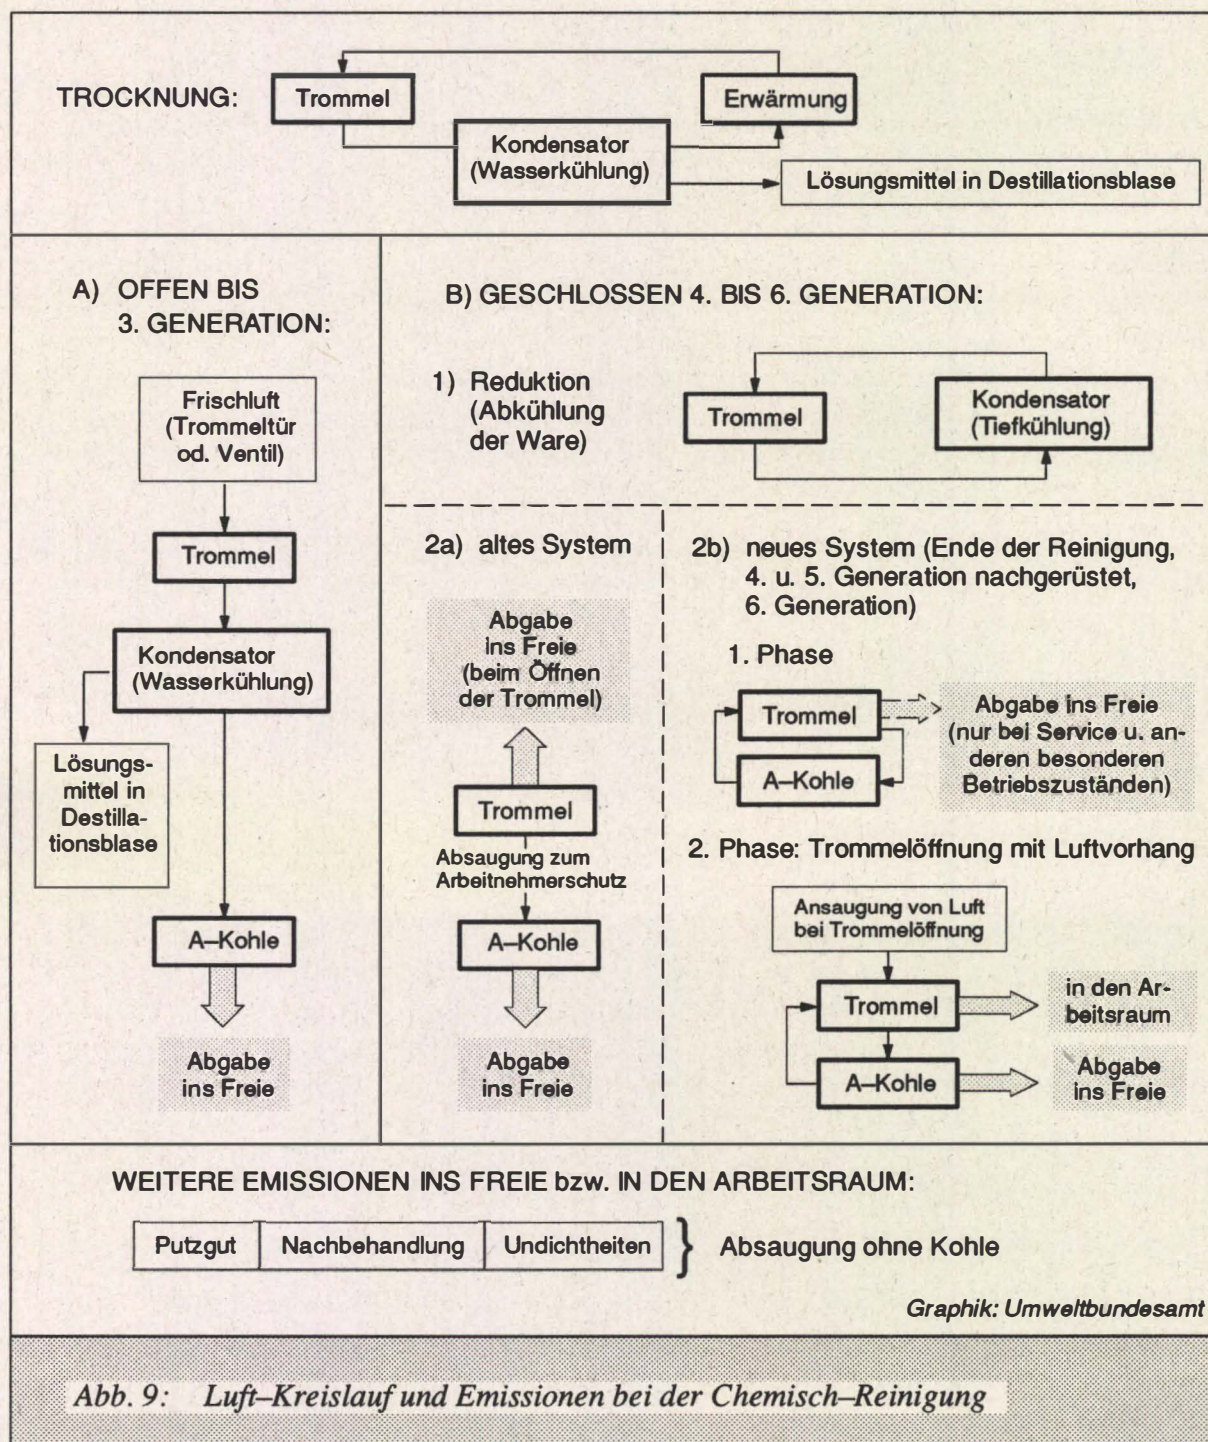 TROCKNUNG:
Trommel
Erwärmung
Kondensator
(Wasserkühlung)
Lösungsmittel in Destillationsblase
A) OFFEN BIS
3. GENERATION:
Frischluft
(Trommeltür
od. Ventil)
Trommel
Kondensator
(Wasserkühlung)
Lösungs-
mittel in
Destilla-
tionsblase
A–Kohle
Abgabe
ins Freie
B) GESCHLOSSEN 4. BIS 6. GENERATION:
1) Reduktion
(Abkühlung
der Ware)
Trommel
Kondensator
(Tiefkühlung)
2a) altes System
Abgabe
ins Freie
(beim Öffnen
der Trommel)
Trommel
Absaugung zum
Arbeitnehmerschutz
A–Kohle
Abgabe
ins Freie
2b) neues System (Ende der Reinigung,
4. u. 5. Generation nachgerüstet,
6. Generation)
1. Phase
Trommel
A–Kohle
Abgabe ins Freie
(nur bei Service u. an-
deren besonderen
Betriebszuständen)
2. Phase: Trommelöffnung mit Luftvorhang
Ansaugung von Luft
bei Trommelöffnung
Trommel
in den Ar-
beitsraum
A–Kohle
Abgabe
ins Freie
WEITERE EMISSIONEN INS FREIE bzw. IN DEN ARBEITSRAUM:
Putzgut Nachbehandlung Undichtheiten } Absaugung ohne Kohle
Graphik: Umweltbundesamt
Abb. 9: Luft–Kreislauf und Emissionen bei der Chemisch–Reinigung